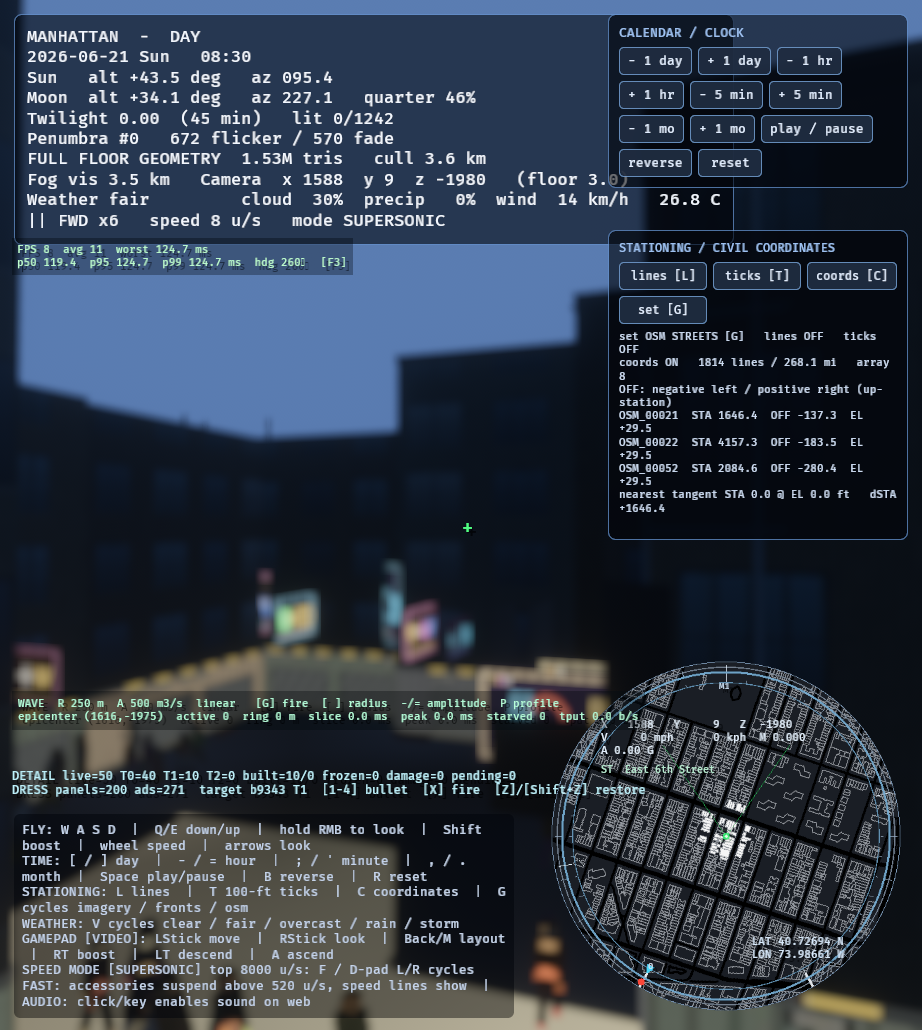 MANHATTAN  -  DAY
2026-06-21 Sun   08:30
Sun   alt +43.5 deg   az 095.4
Moon  alt +34.1 deg   az 227.1   quarter 46%
Twilight 0.00  (45 min)   lit 0/1242
Penumbra #0   672 flicker / 570 fade
FULL FLOOR GEOMETRY  1.53M tris   cull 3.6 km
Fog vis 3.5 km   Camera  x 1588  y 9  z -1980   (floor 3.0)
Weather fair         cloud  30%  precip   0%  wind  14 km/h   26.8 C
|| FWD x6   speed 8 u/s   mode SUPERSONIC
FPS 8  avg 11  worst 124.7 ms
p50 119.4  p95 124.7  p99 124.7 ms  hdg 260  [F3]
CALENDAR / CLOCK
- 1 day
+ 1 day
- 1 hr
+ 1 hr
- 5 min
+ 5 min
- 1 mo
+ 1 mo
play / pause
reverse
reset
STATIONING / CIVIL COORDINATES
lines [L]
ticks [T]
coords [C]
set [G]
set OSM STREETS [G]   lines OFF   ticks
OFF
coords ON   1814 lines / 268.1 mi   array
8
OFF: negative left / positive right (up-
station)
OSM_00021  STA 1646.4  OFF -137.3  EL
+29.5
OSM_00022  STA 4157.3  OFF -183.5  EL
+29.5
OSM_00052  STA 2084.6  OFF -280.4  EL
+29.5
nearest tangent STA 0.0 @ EL 0.0 ft   dSTA
+1646.4
WAVE  R 250 m  A 500 m3/s  linear   [G] fire  [ ] radius  -/= amplitude  P profile
epicenter (1616,-1975)  active 0  ring 0 m  slice 0.0 ms  peak 0.0 ms  starved 0  tput 0.0 b/s
X   1588   Y     9   Z  -1980
V     0 mph      0 kph  M 0.000
A 0.00 G
ST  East 6th Street
DETAIL live=50 T0=40 T1=10 T2=0 built=10/0 frozen=0 damage=0 pending=0
DRESS panels=200 ads=271  target b9343 T1  [1-4] bullet  [X] fire  [Z]/[Shift+Z] restore
FLY: W A S D  |  Q/E down/up  |  hold RMB to look  |  Shift
boost  |  wheel speed  |  arrows look
TIME: [ / ] day  |  - / = hour  |  ; / ' minute  |  , / .
month  |  Space play/pause  |  B reverse  |  R reset
STATIONING: L lines  |  T 100-ft ticks  |  C coordinates  |  G
cycles imagery / fronts / osm
WEATHER: V cycles clear / fair / overcast / rain / storm
GAMEPAD [VIDEO]: LStick move  |  RStick look  |  Back/M layout
|  RT boost  |  LT descend  |  A ascend
SPEED MODE [SUPERSONIC] top 8000 u/s: F / D-pad L/R cycles
FAST: accessories suspend above 520 u/s, speed lines show  |
AUDIO: click/key enables sound on web
LAT 40.72694 N
LON 73.98661 W